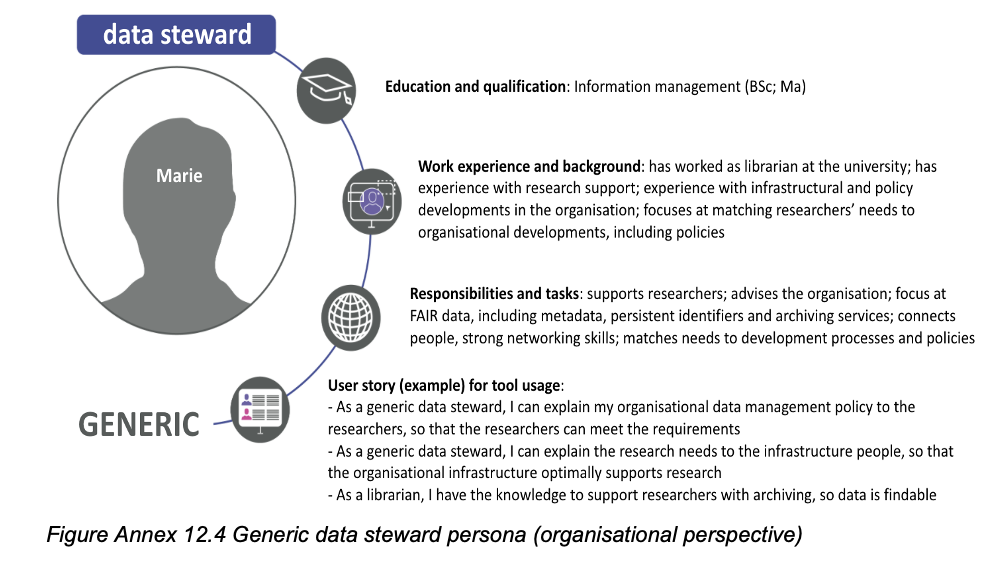 data steward
Marie
Education and qualification: Information management (BSc; Ma)
Work experience and background: has worked as librarian at the university; has
experience with research support; experience with infrastructural and policy
developments in the organisation; focuses at matching researchers’ needs to
organisational developments, including policies
Responsibilities and tasks: supports researchers; advises the organisation; focus at
FAIR data, including metadata, persistent identifiers and archiving services; connects
people, strong networking skills; matches needs to development processes and policies
GENERIC
User story (example) for tool usage:
- As a generic data steward, I can explain my organisational data management policy to the
researchers, so that the researchers can meet the requirements
- As a generic data steward, I can explain the research needs to the infrastructure people, so that
the organisational infrastructure optimally supports research
- As a librarian, I have the knowledge to support researchers with archiving, so data is findable
Figure Annex 12.4 Generic data steward persona (organisational perspective)